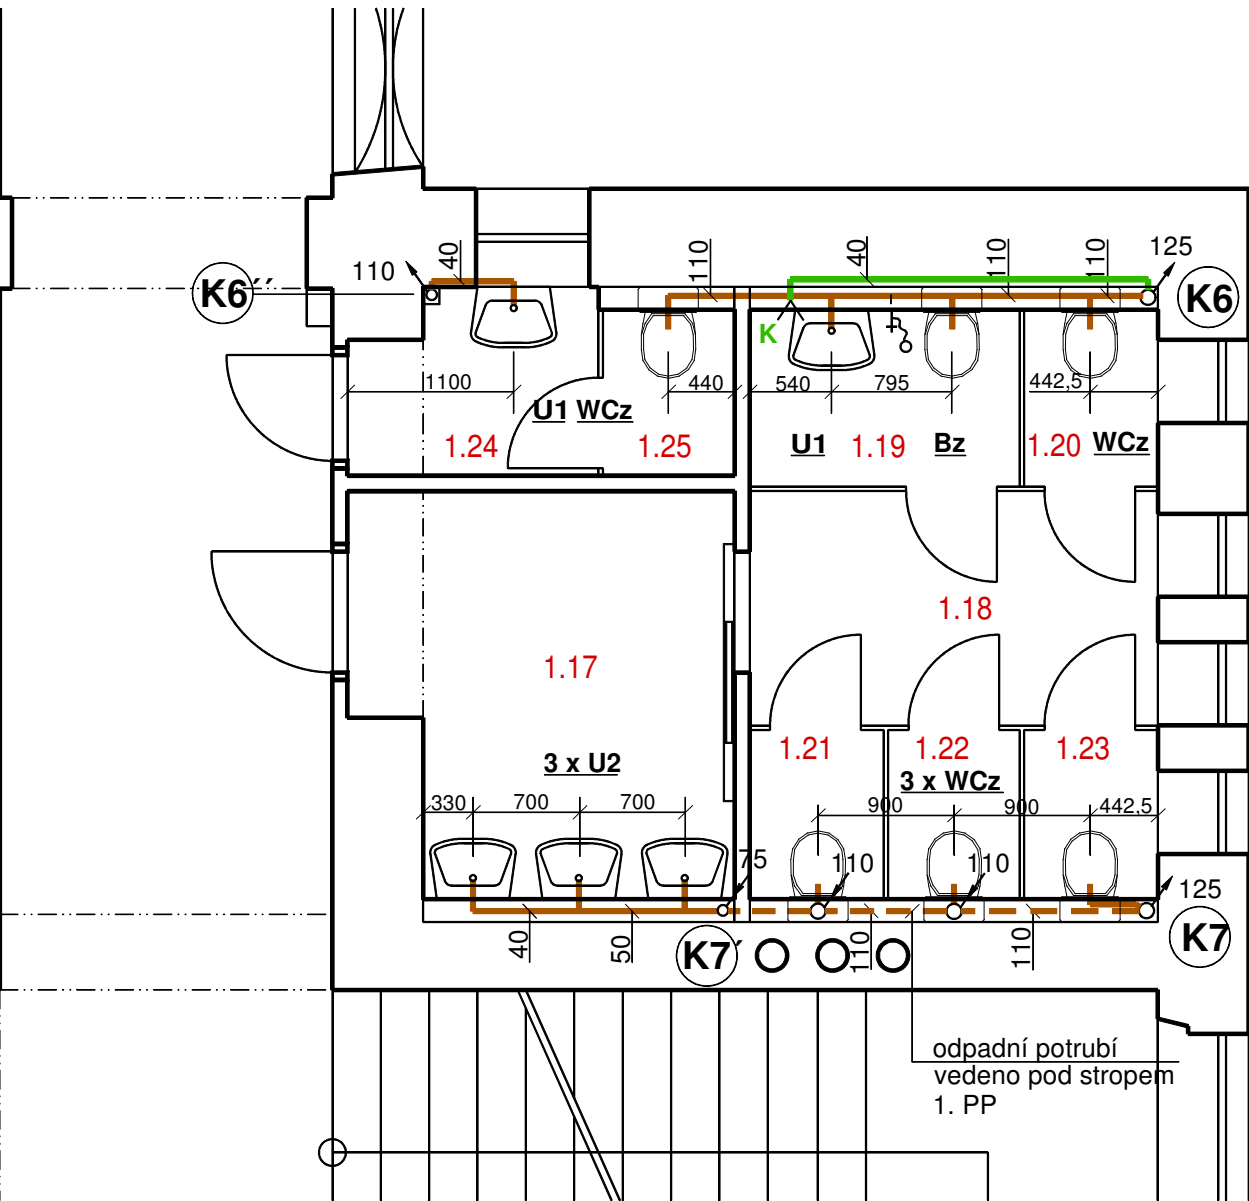 110
40
110
40
110
110
125
K6´´
K6
K
1100
440
540
795
442,5
U1 WCz
1.24
1.25
U1
1.19
Bz
1.20
WCz
1.18
1.17
1.21
1.22
1.23
3 x U2
3 x WCz
330
700
700
900
900
442,5
75
110
110
125
40
50
K7´
110
110
K7
odpadní potrubí
vedeno pod stropem
1. PP